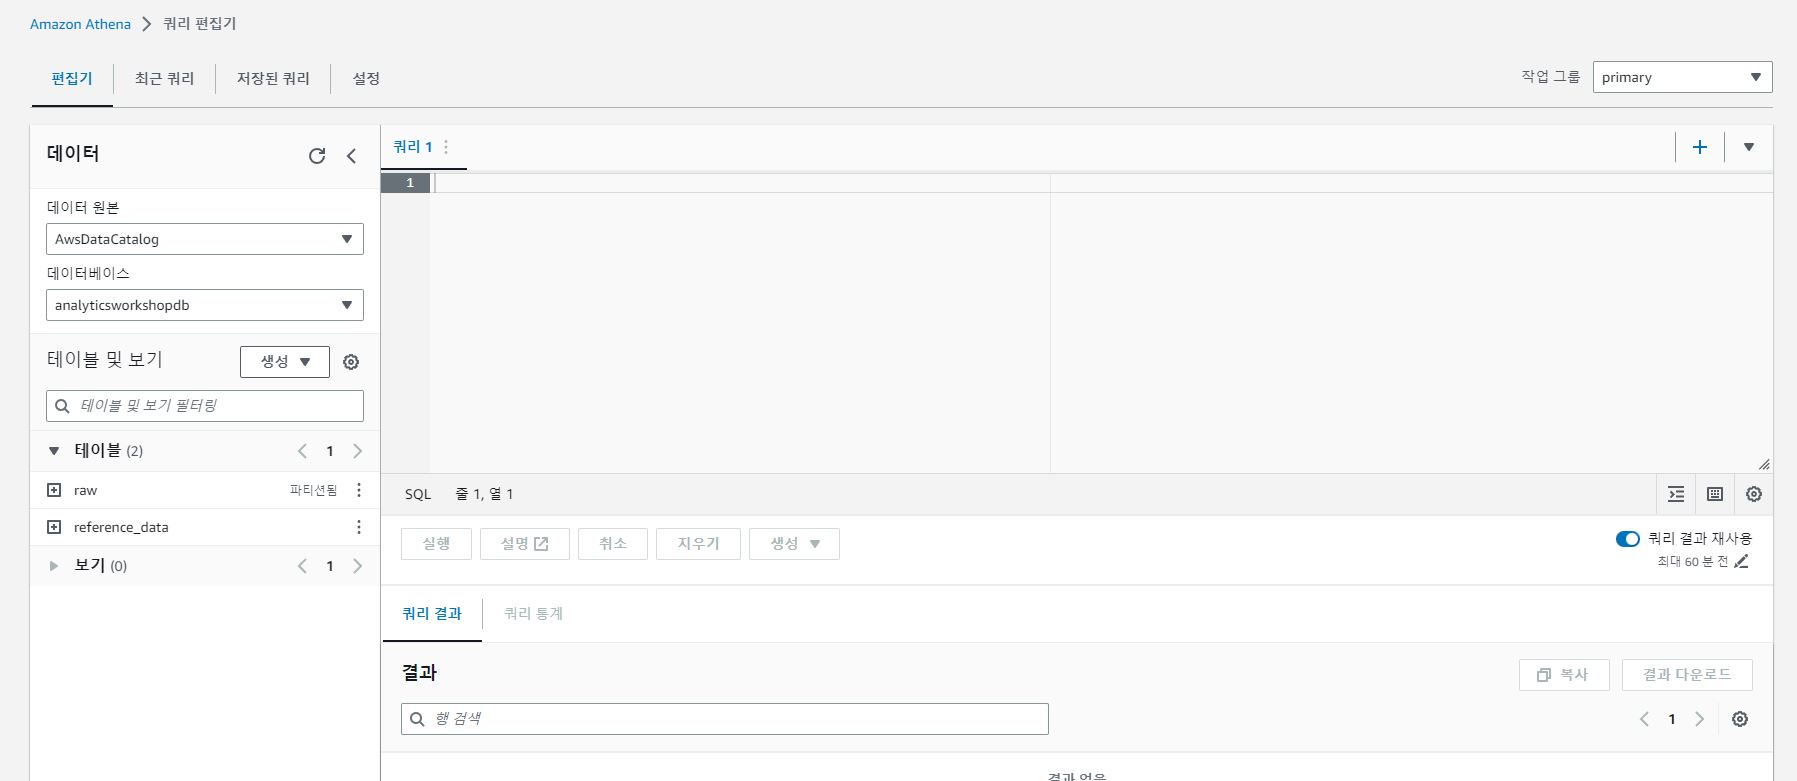 Amazon Athena > 쿼리 편집기
편집기 최근 쿼리 저장된 쿼리 설정
작업 그룹 primary
데이터
데이터 원본
AwsDataCatalog
데이터베이스
analyticsworkshopdb
테이블 및 보기 생성
테이블 및 보기 필터링
테이블 (2) 1
raw 파티션됨
reference_data
보기 (0) 1
쿼리 1
1
SQL 줄 1, 열 1
실행 설명 취소 지우기 생성
쿼리 결과 재사용
최대 60 분 전
쿼리 결과 쿼리 통계
결과
복사 결과 다운로드
행 검색
1
결과 없음